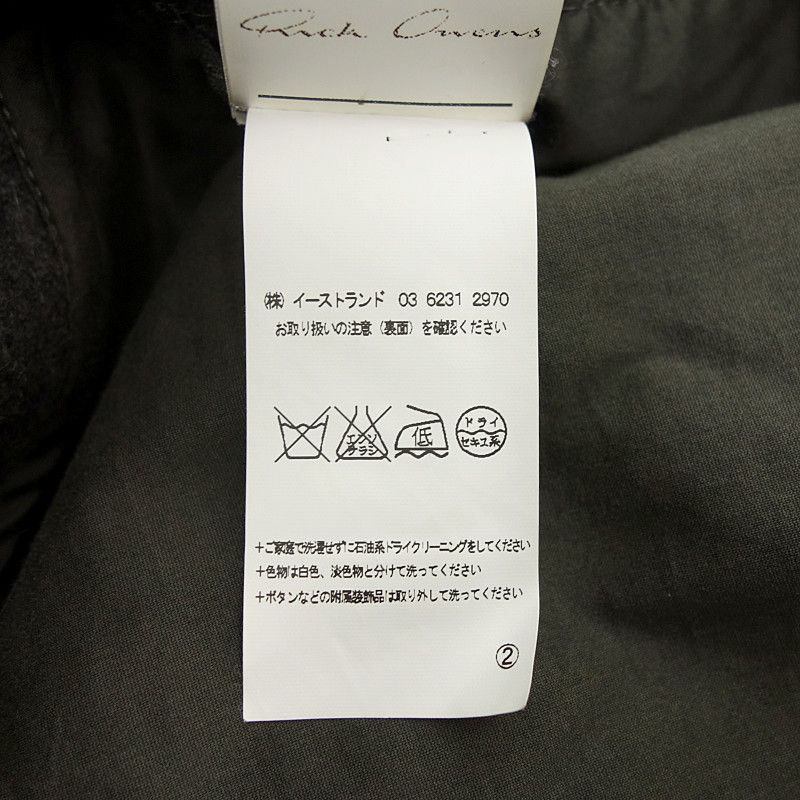 Rick Owens
(株) イーストランド 03 6231 2970
お取り扱いの注意 (裏面) を確認ください
エンソ
チラシ
低
ドライ
セキユ系
+ご家庭で洗濯せずに石油系ドライクリーニングをしてください
+色物は白色、淡色物と分けて洗ってください
+ボタンなどの附属装飾品は取り外して洗ってください
②